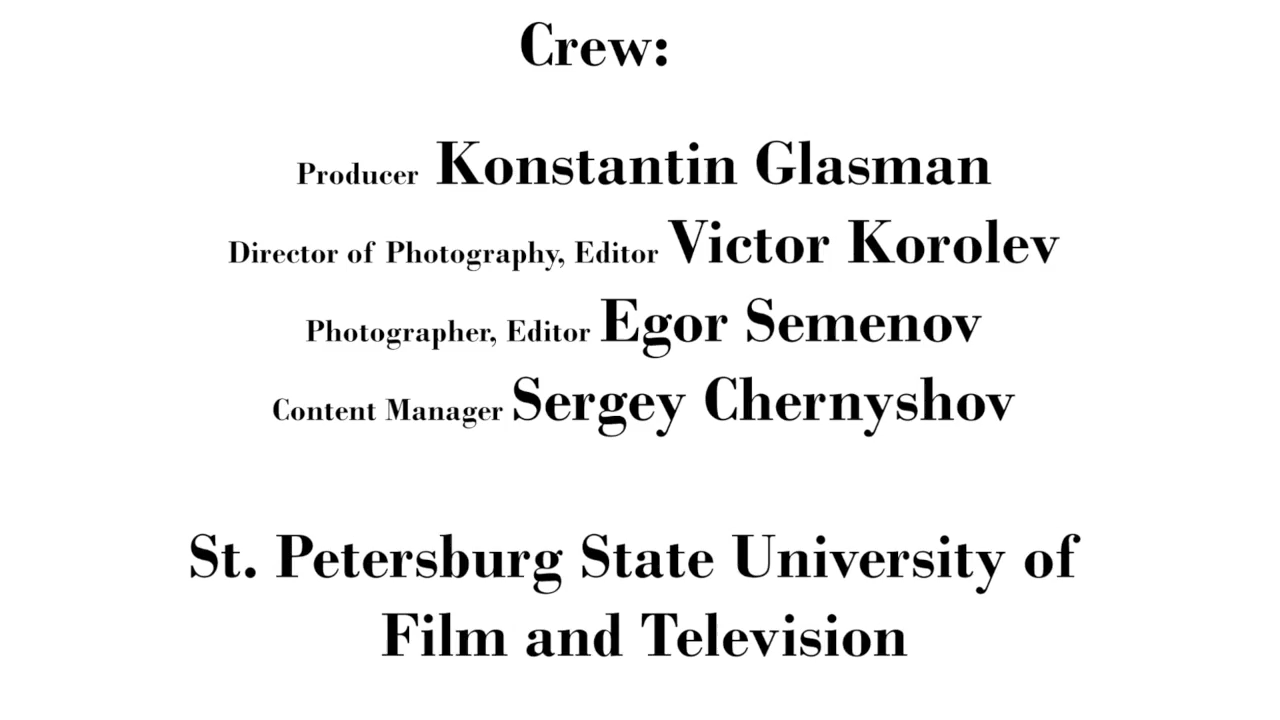 Crew:
Producer Konstantin Glasman
Director of Photography, Editor Victor Korolev
Photographer, Editor Egor Semenov
Content Manager Sergey Chernyshov
St. Petersburg State University of
Film and Television